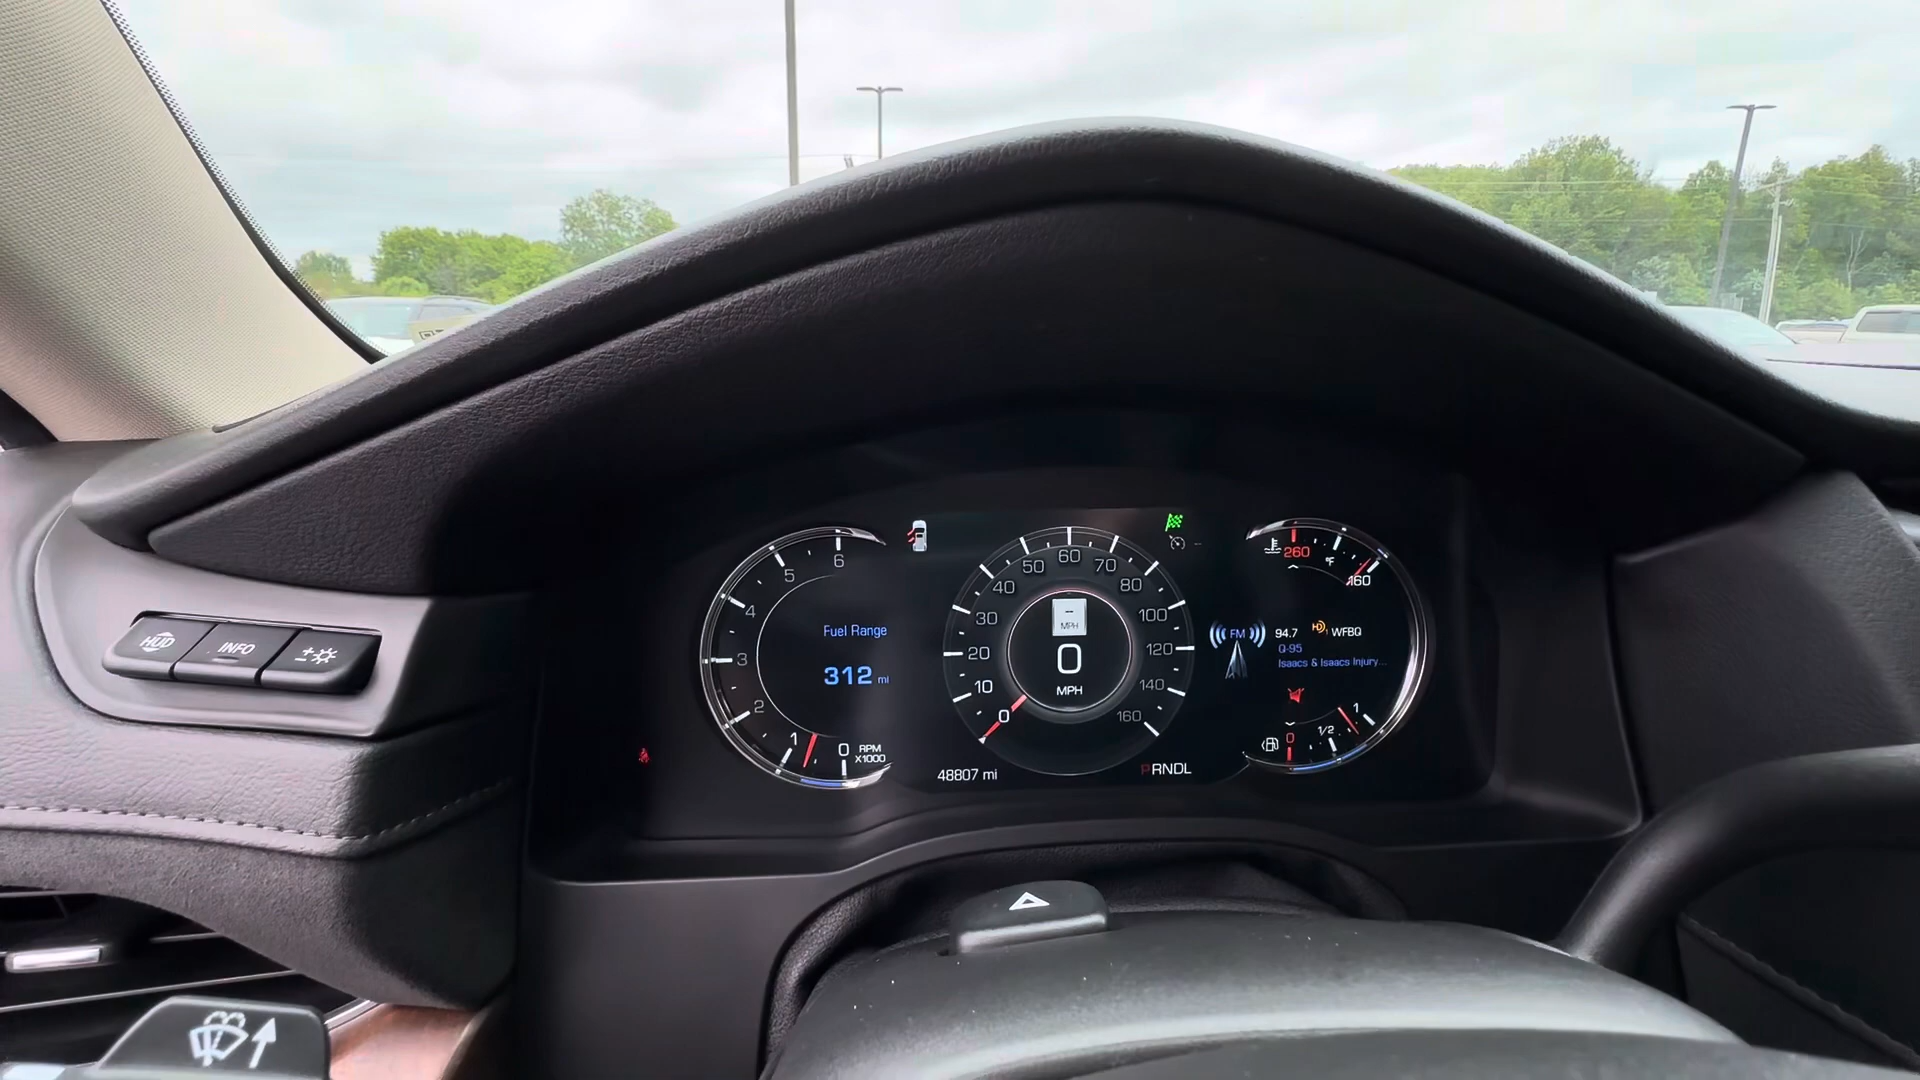 HUD
INFO
6
5
4
3
2
1
0
RPM
X1000
Fuel Range
312 mi
60
50
70
40
80
30
100
20
120
10
140
0
160
--
MPH
0
MPH
48807 mi
PRNDL
--
260
°F
160
FM
94.7
WFBQ
Q-95
Isaacs & Isaacs Injury...
1
1/2
0